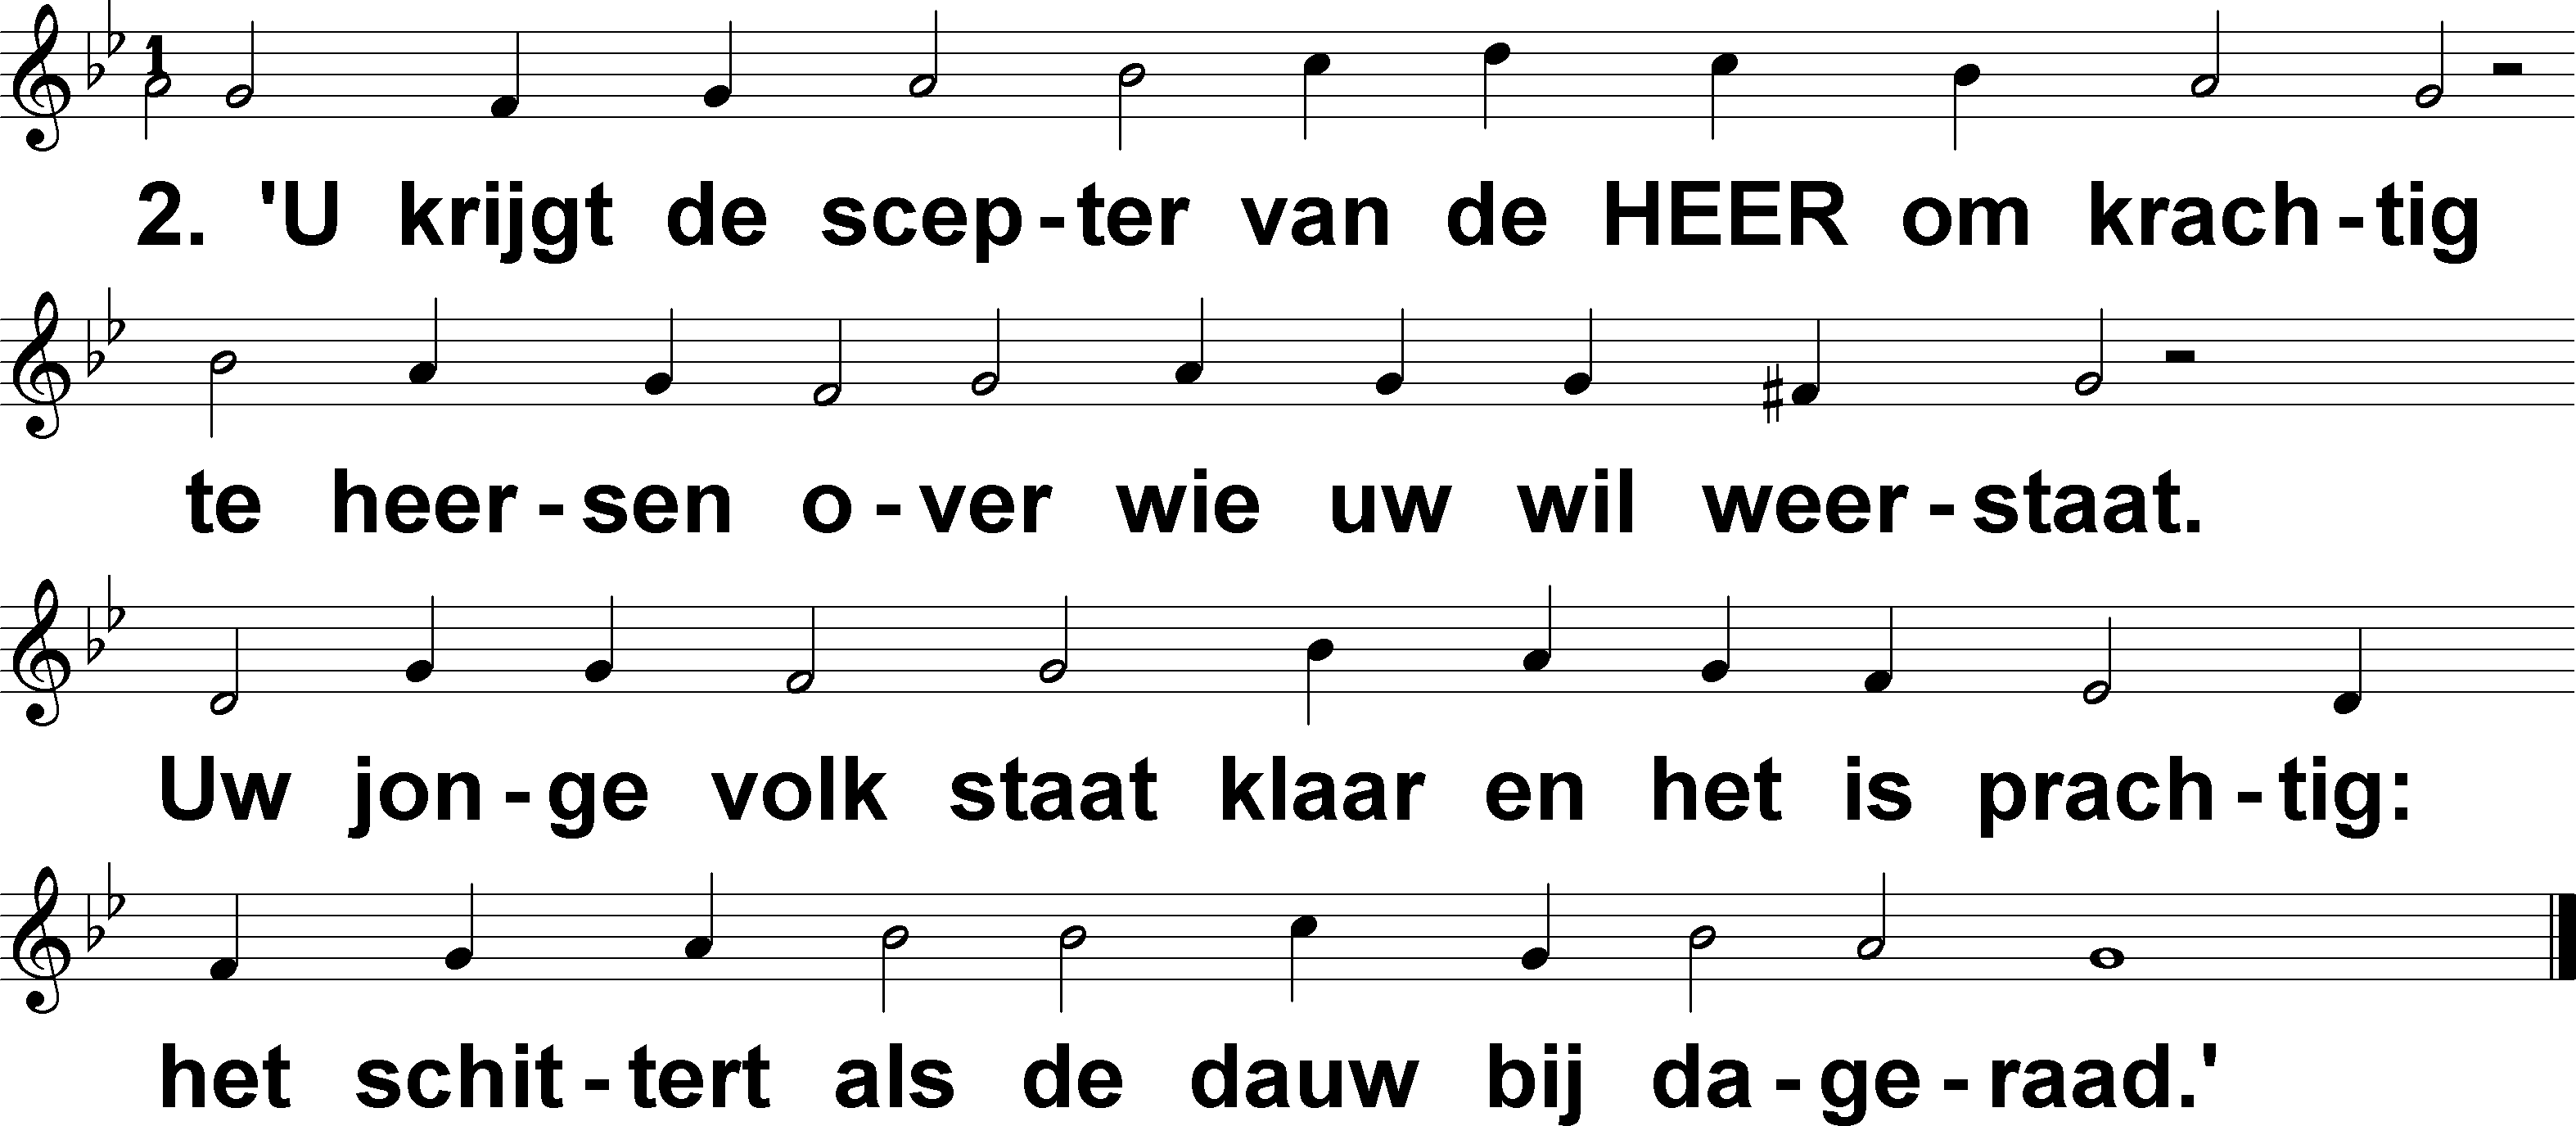 2. 'U krijgt de scep-ter van de HEER om krach-tig
te heer-sen o-ver wie uw wil weer-staat.
Uw jon-ge volk staat klaar en het is prach-tig:
het schit-tert als de dauw bij da-ge-raad.'